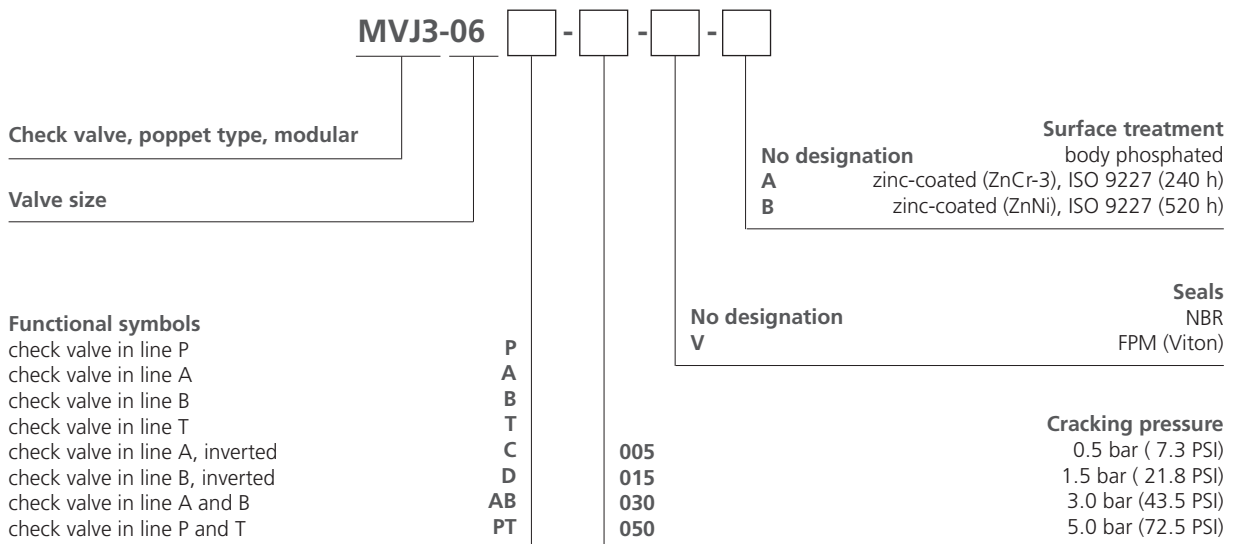 MVJ3-06 - - -
Check valve, poppet type, modular
Valve size
Surface treatment
No designation body phosphated
A zinc-coated (ZnCr-3), ISO 9227 (240 h)
B zinc-coated (ZnNi), ISO 9227 (520 h)
Seals
No designation NBR
V FPM (Viton)
Functional symbols
check valve in line P P
check valve in line A A
check valve in line B B
check valve in line T T
check valve in line A, inverted C
check valve in line B, inverted D
check valve in line A and B AB
check valve in line P and T PT
Cracking pressure
005 0.5 bar ( 7.3 PSI)
015 1.5 bar ( 21.8 PSI)
030 3.0 bar (43.5 PSI)
050 5.0 bar (72.5 PSI)